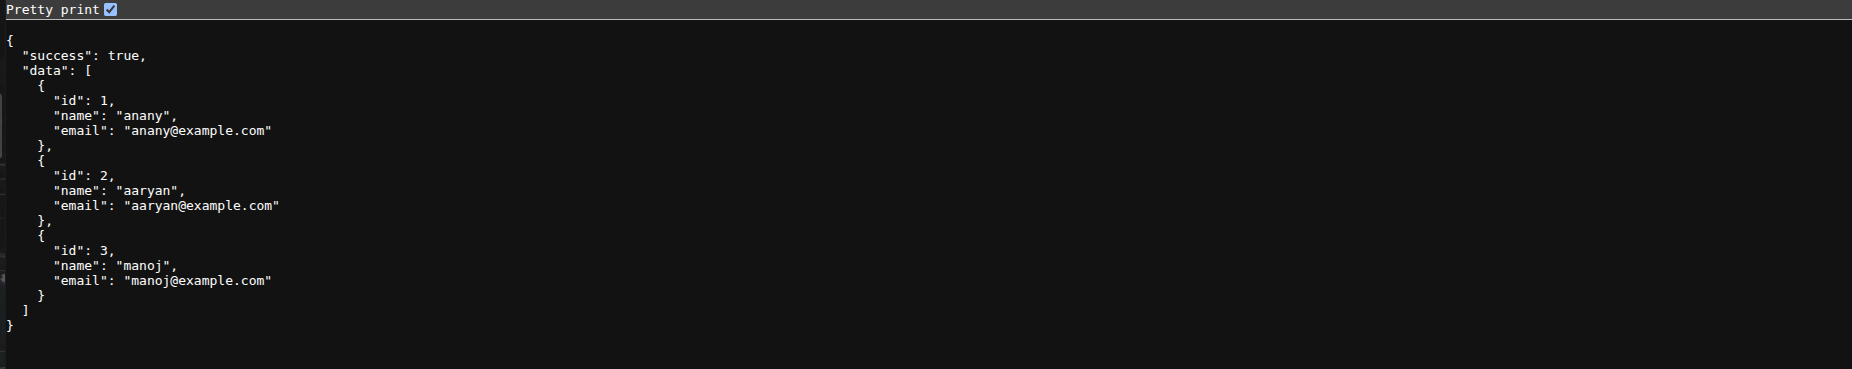 Pretty print
{
  "success": true,
  "data": [
    {
      "id": 1,
      "name": "anany",
      "email": "anany@example.com"
    },
    {
      "id": 2,
      "name": "aaryan",
      "email": "aaryan@example.com"
    },
    {
      "id": 3,
      "name": "manoj",
      "email": "manoj@example.com"
    }
  ]
}